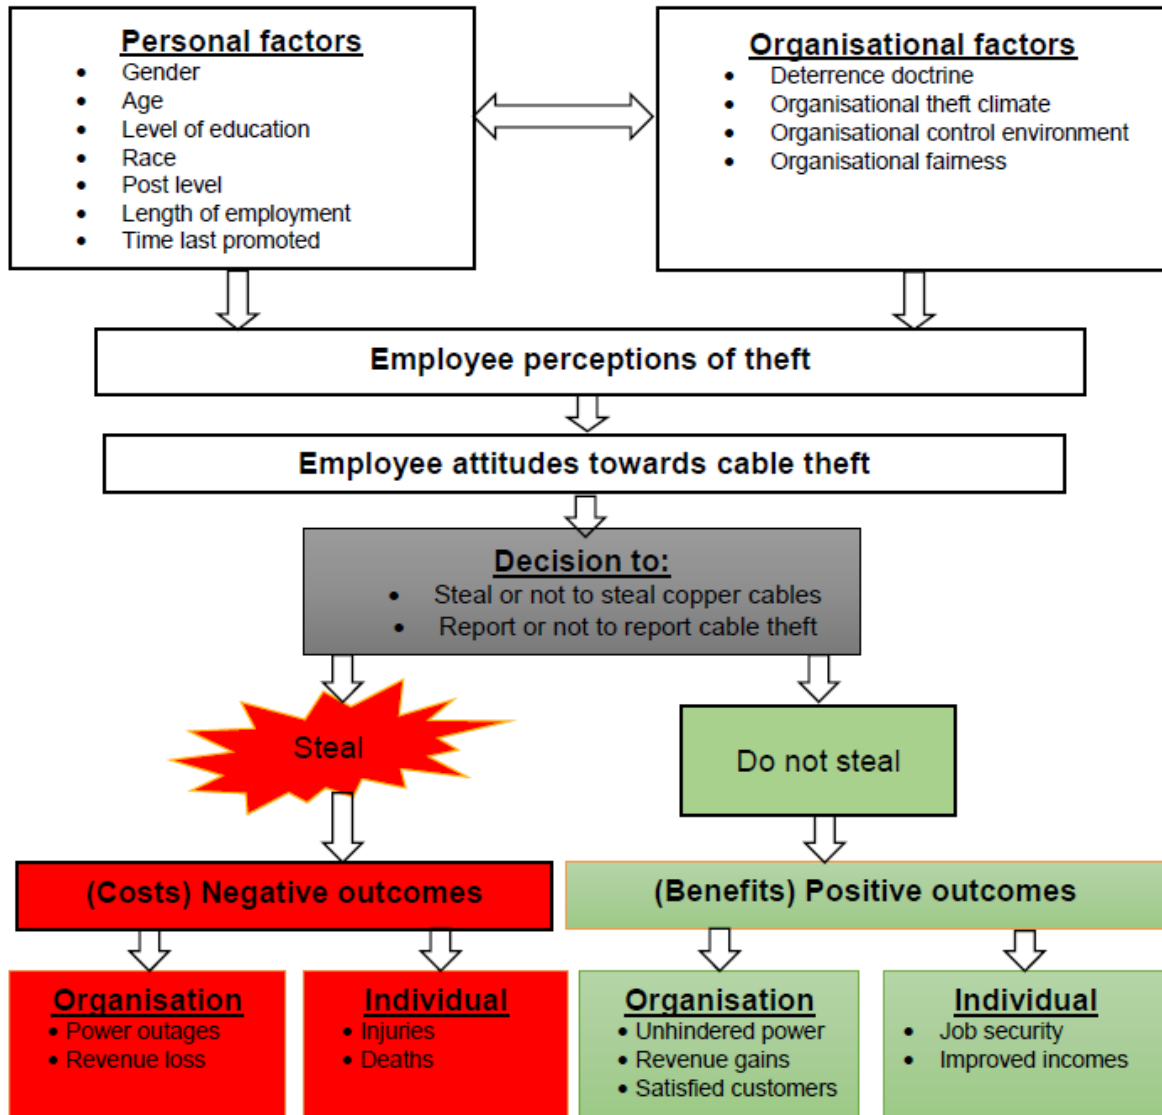 Personal factors
• Gender
• Age
• Level of education
• Race
• Post level
• Length of employment
• Time last promoted
Organisational factors
• Deterrence doctrine
• Organisational theft climate
• Organisational control environment
• Organisational fairness
Employee perceptions of theft
Employee attitudes towards cable theft
Decision to:
• Steal or not to steal copper cables
• Report or not to report cable theft
Steal
Do not steal
(Costs) Negative outcomes
(Benefits) Positive outcomes
Organisation
• Power outages
• Revenue loss
Individual
• Injuries
• Deaths
Organisation
• Unhindered power
• Revenue gains
• Satisfied customers
Individual
• Job security
• Improved incomes